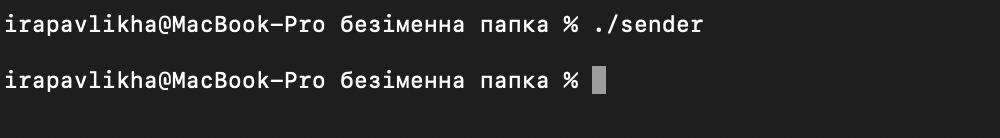 irapavlikha@MacBook-Pro безіменна папка % ./sender
irapavlikha@MacBook-Pro безіменна папка %